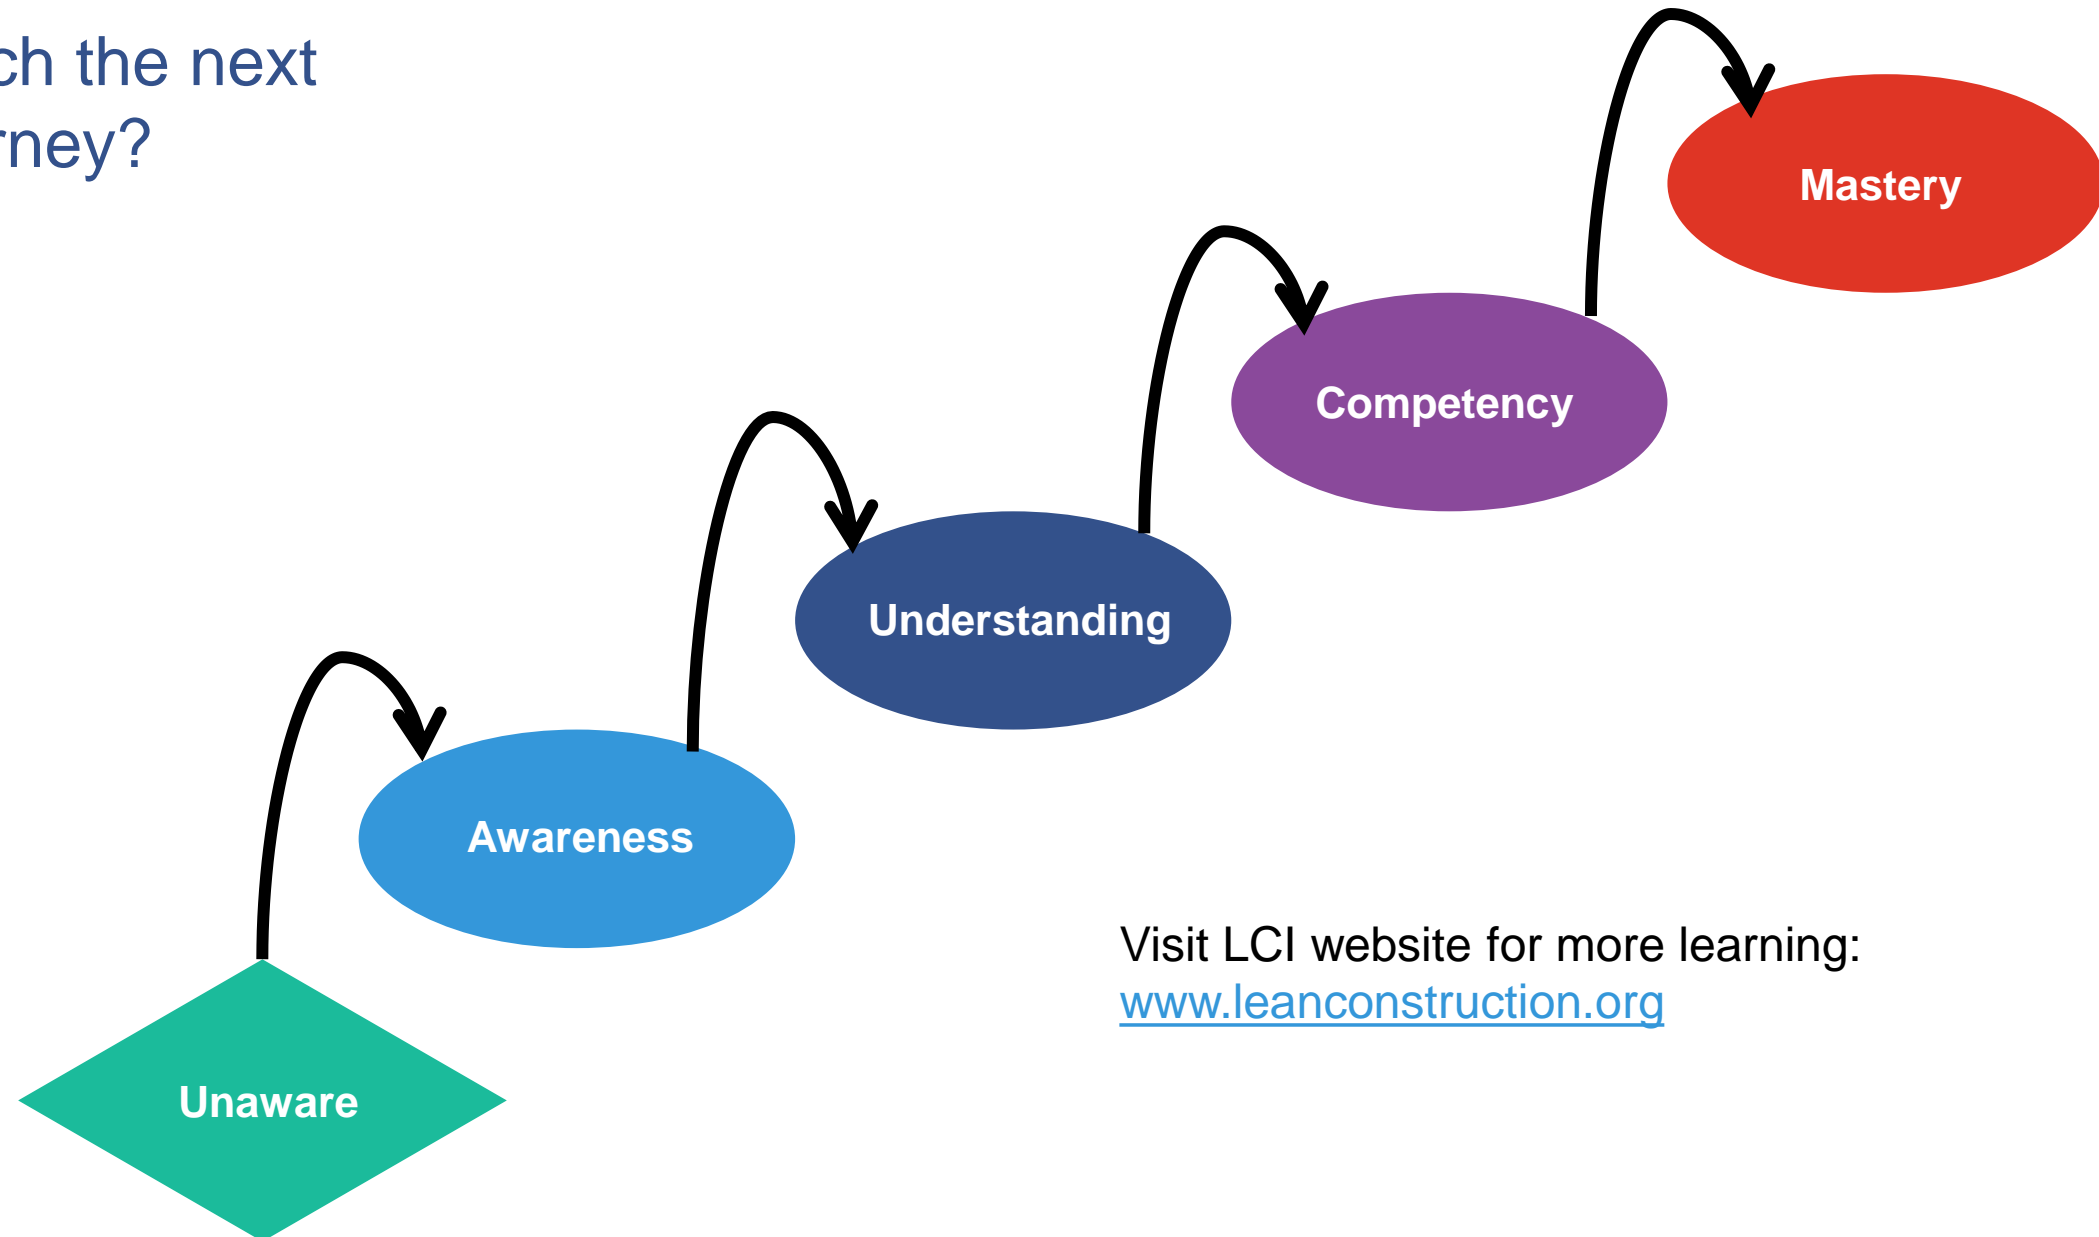 ch the next
rney?
Mastery
Competency
Understanding
Awareness
Visit LCI website for more learning:
www.leanconstruction.org
Unaware